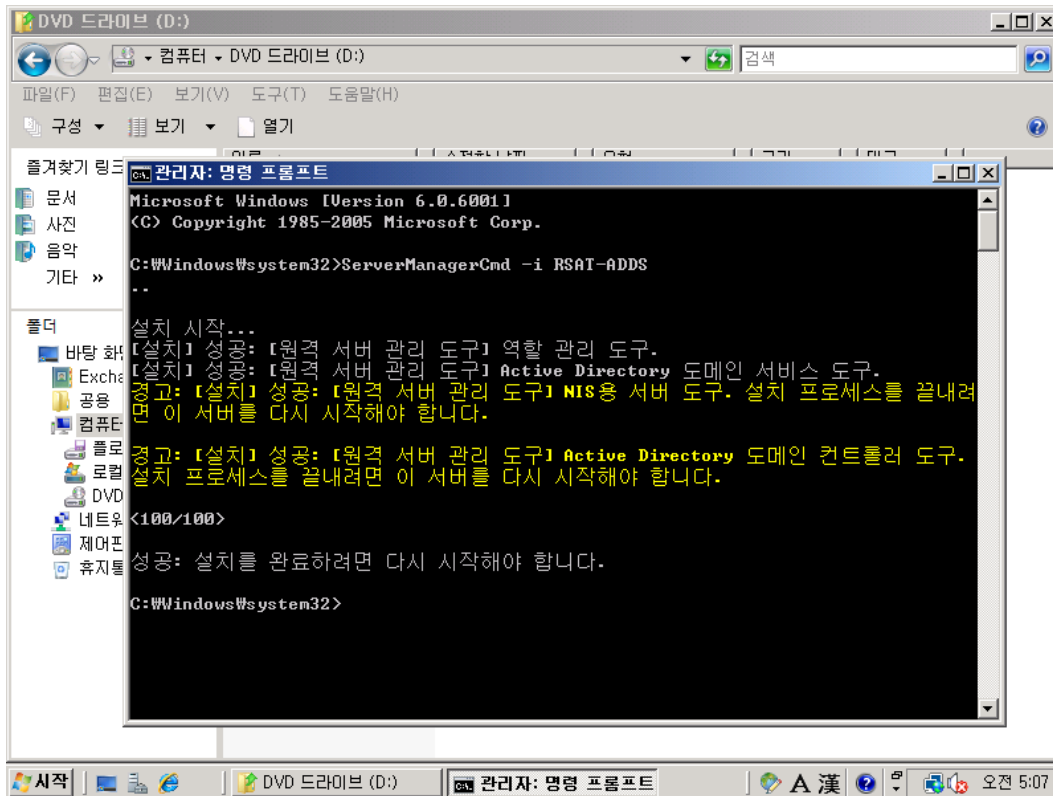 DVD 드라이브 (D:)
컴퓨터 DVD 드라이브 (D:)
검색
파일(F) 편집(E) 보기(V) 도구(T) 도움말(H)
구성 보기 열기
즐겨찾기 링크
문서
사진
음악
기타 »
폴더
바탕 화면
Excha
공용
컴퓨터
플로
로컬
DVD
네트워
제어판
휴지통
관리자: 명령 프롬프트
Microsoft Windows [Version 6.0.6001]
(C) Copyright 1985-2005 Microsoft Corp.
C:₩Windows₩system32>ServerManagerCmd -i RSAT-ADDS
..
설치 시작...
[설치] 성공: [원격 서버 관리 도구] 역할 관리 도구.
[설치] 성공: [원격 서버 관리 도구] Active Directory 도메인 서비스 도구.
경고: [설치] 성공: [원격 서버 관리 도구] NIS용 서버 도구. 설치 프로세스를 끝내려
면 이 서버를 다시 시작해야 합니다.
경고: [설치] 성공: [원격 서버 관리 도구] Active Directory 도메인 컨트롤러 도구.
설치 프로세스를 끝내려면 이 서버를 다시 시작해야 합니다.
<100/100>
성공: 설치를 완료하려면 다시 시작해야 합니다.
C:₩Windows₩system32>
시작 DVD 드라이브 (D:) 관리자: 명령 프롬프트 A 漢 오전 5:07